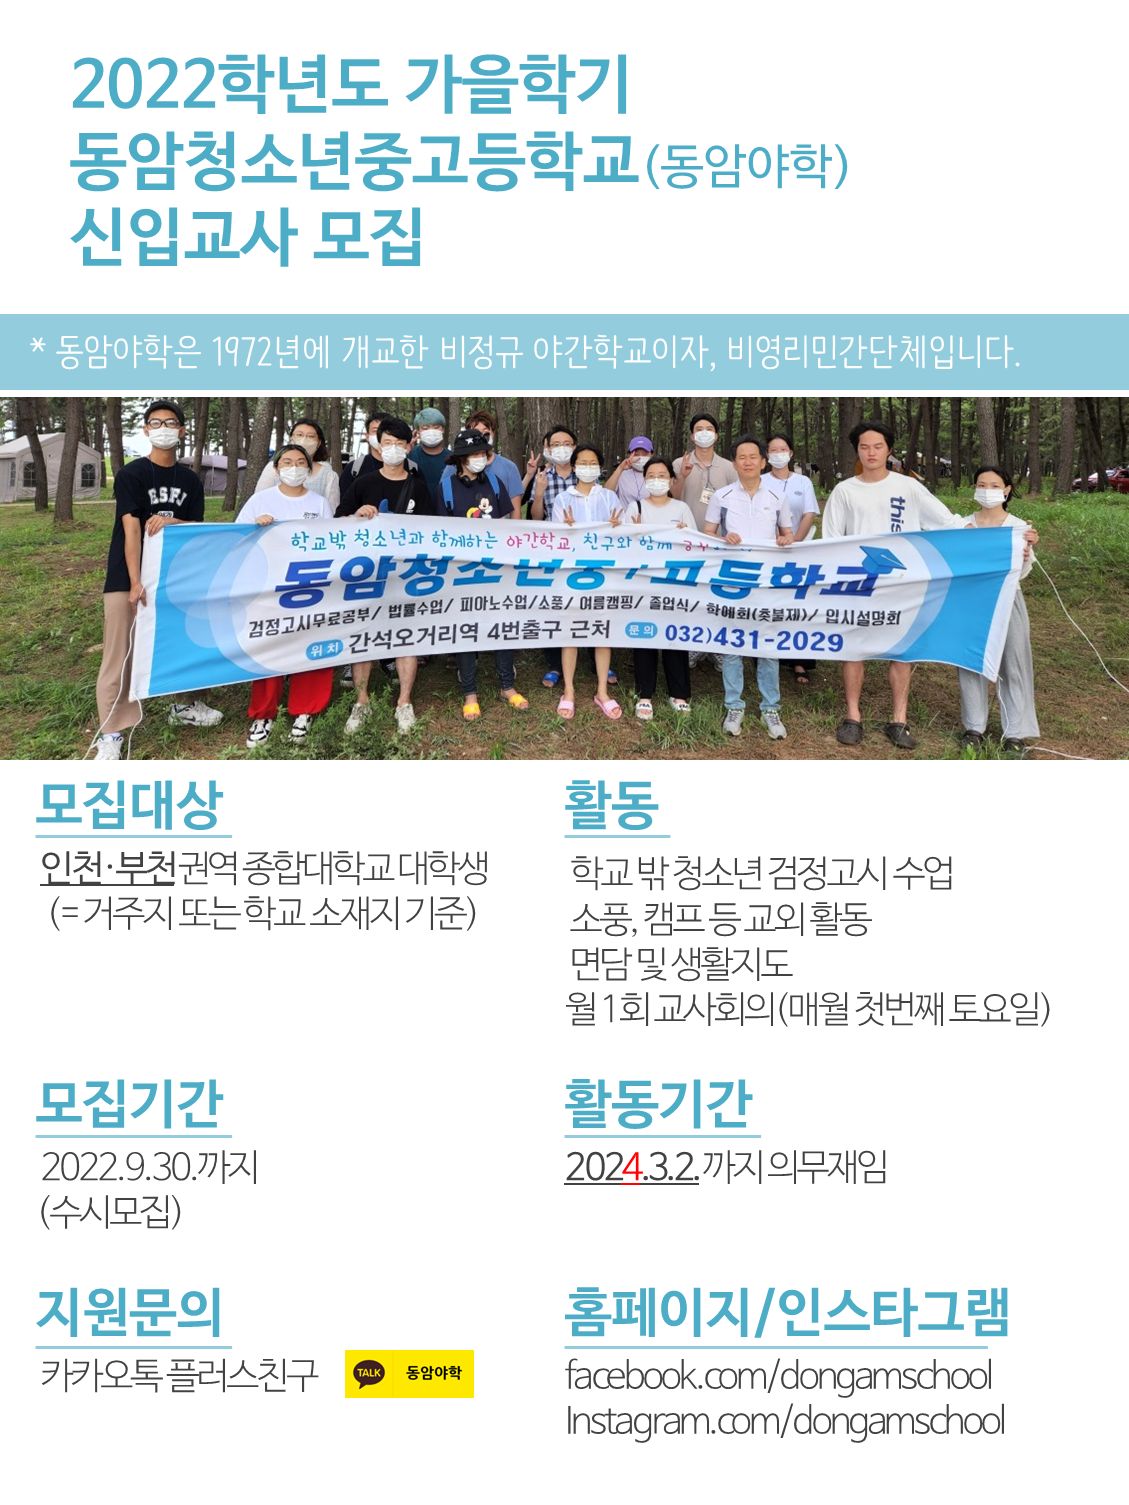 2022학년도 가을학기
동암청소년중고등학교(동암야학)
신입교사 모집
* 동암야학은 1972년에 개교한 비정규 야간학교이자, 비영리민간단체입니다.
ESFJ
this
학교밖 청소년과 함께하는 야간학교, 친구와 함께
동암청소년중·고등학교
검정고시무료공부/ 법률수업/ 피아노수업/소풍/ 여름캠핑/ 졸업식/ 학예회(촛불제)/ 입시설명회
위치 간석오거리역 4번출구 근처 문의 032)431-2029
모집대상
인천·부천권역 종합대학교 대학생
(= 거주지 또는 학교 소재지 기준)
활동
학교 밖 청소년 검정고시 수업
소풍, 캠프 등 교외 활동
면담 및 생활지도
월 1회 교사회의(매월 첫번째 토요일)
모집기간
2022.9.30.까지
(수시모집)
활동기간
2024.3.2. 까지 의무재임
지원문의
카카오톡 플러스친구
TALK 동암야학
홈페이지/인스타그램
facebook.com/dongamschool
Instagram.com/dongamschool